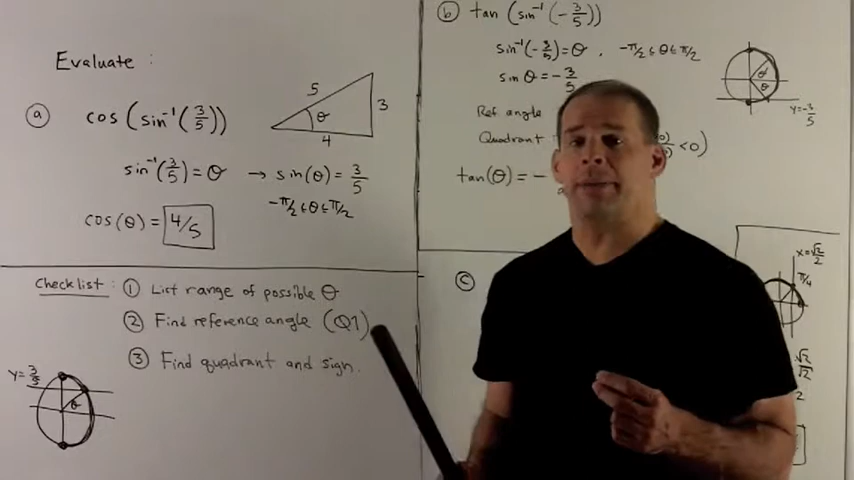 Evaluate :
(a) cos(sin⁻¹(3/5))
5
3
θ
4
sin⁻¹(3/5) = θ → sin(θ) = 3/5
-π/2 ≤ θ ≤ π/2
cos(θ) = 4/5
Checklist : ① List range of possible θ
② Find reference angle (Q1)
③ Find quadrant and sign.
y = 3/5
θ
(b) tan(sin⁻¹(-3/5))
sin⁻¹(-3/5) = θ . -π/2 ≤ θ ≤ π/2
sin θ = -3/5
Ref angle
Quadrant :
< 0)
tan(θ) = -
θ'
θ
y = -3/5
(c)
x = √2/2
π/4
√2
√2
2